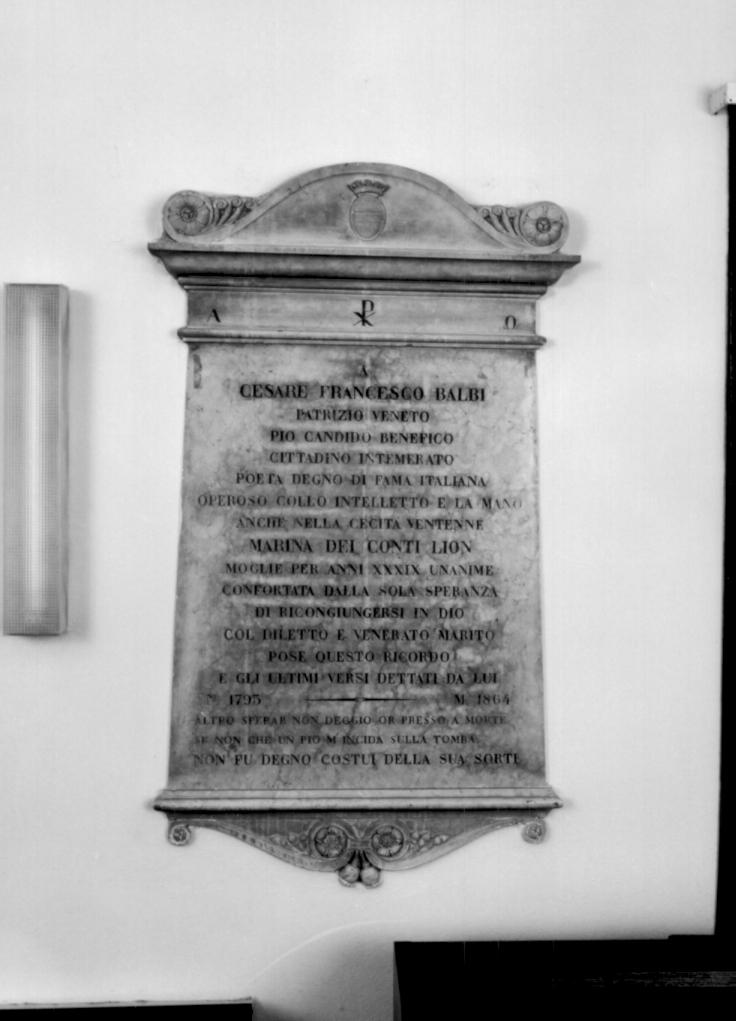 A ☧ Ω
A
CESARE FRANCESCO BALBI
PATRIZIO VENETO
PIO CANDIDO BENEFICO
CITTADINO INTEMERATO
POETA DEGNO DI FAMA ITALIANA
OPEROSO COLLO INTELLETTO E LA MANO
ANCHE NELLA CECITA VENTENNE
MARINA DEI CONTI LION
MOGLIE PER ANNI XXXIX UNANIME
CONFORTATA DALLA SOLA SPERANZA
DI RICONGIUNGERSI IN DIO
COL DILETTO E VENERATO MARITO
POSE QUESTO RICORDO
E GLI ULTIMI VERSI DETTATI DA LUI
N. 1795 M. 1864
ALTRO SPERAR NON DEGGIO OR PRESSO A MORTE
SE NON CHE UN PIO M'INCIDA SULLA TOMBA
NON FU DEGNO COSTUI DELLA SUA SORTE